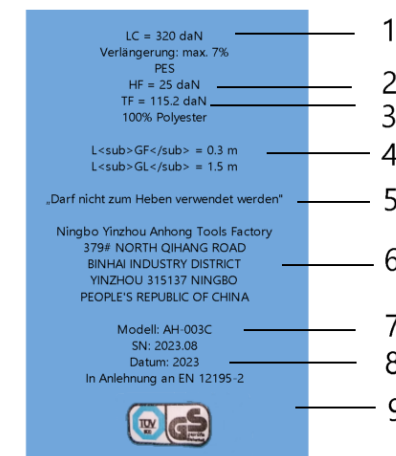 LC = 320 daN
Verlängerung: max. 7%
PES
HF = 25 daN
TF = 115.2 daN
100% Polyester
L<sub>GF</sub> = 0.3 m
L<sub>GL</sub> = 1.5 m
„Darf nicht zum Heben verwendet werden"
Ningbo Yinzhou Anhong Tools Factory
379# NORTH QIHANG ROAD
BINHAI INDUSTRY DISTRICT
YINZHOU 315137 NINGBO
PEOPLE'S REPUBLIC OF CHINA
Modell: AH-003C
SN: 2023.08
Datum: 2023
In Anlehnung an EN 12195-2
TÜV
GS
1
2
3
4
5
6
7
8
9